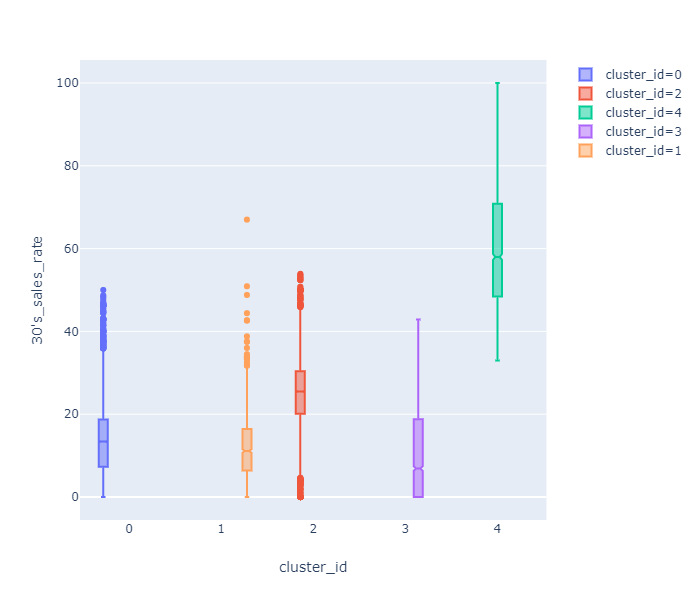 100
80
60
40
20
0
30's_sales_rate
0 1 2 3 4
cluster_id
cluster_id=0
cluster_id=2
cluster_id=4
cluster_id=3
cluster_id=1